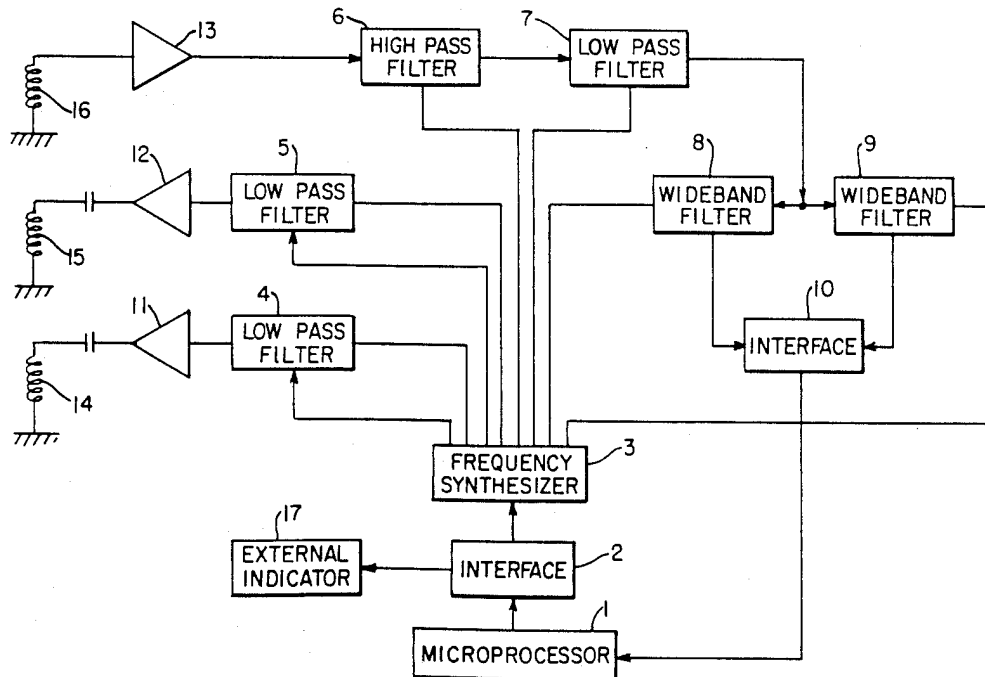 6
7
13
HIGH PASS
FILTER
LOW PASS
FILTER
16
12
5
8
9
LOW PASS
FILTER
WIDEBAND
FILTER
WIDEBAND
FILTER
15
11
4
10
LOW PASS
FILTER
INTERFACE
14
3
FREQUENCY
SYNTHESIZER
17
2
EXTERNAL
INDICATOR
INTERFACE
1
MICROPROCESSOR